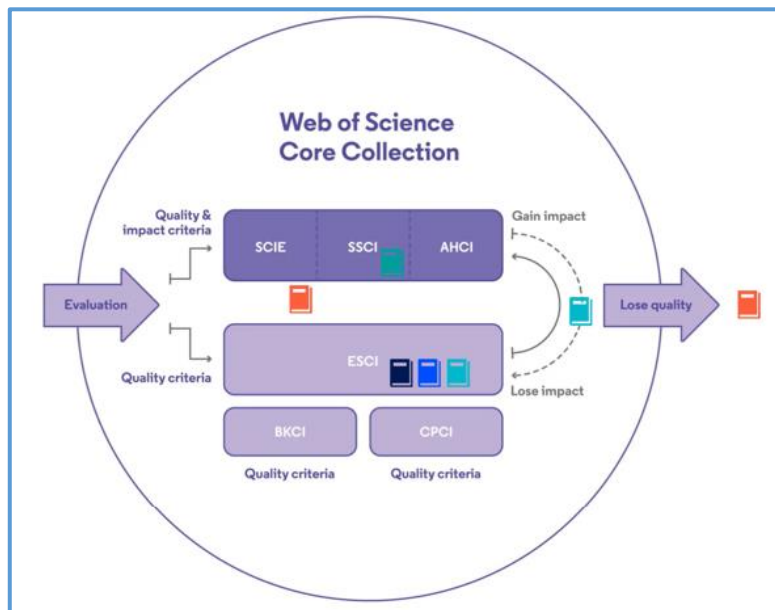 Web of Science
Core Collection
Quality &
impact criteria
Gain impact
SCIE
SSCI
AHCI
Evaluation
Lose quality
ESCI
Quality criteria
Lose impact
BKCI
CPCI
Quality criteria
Quality criteria